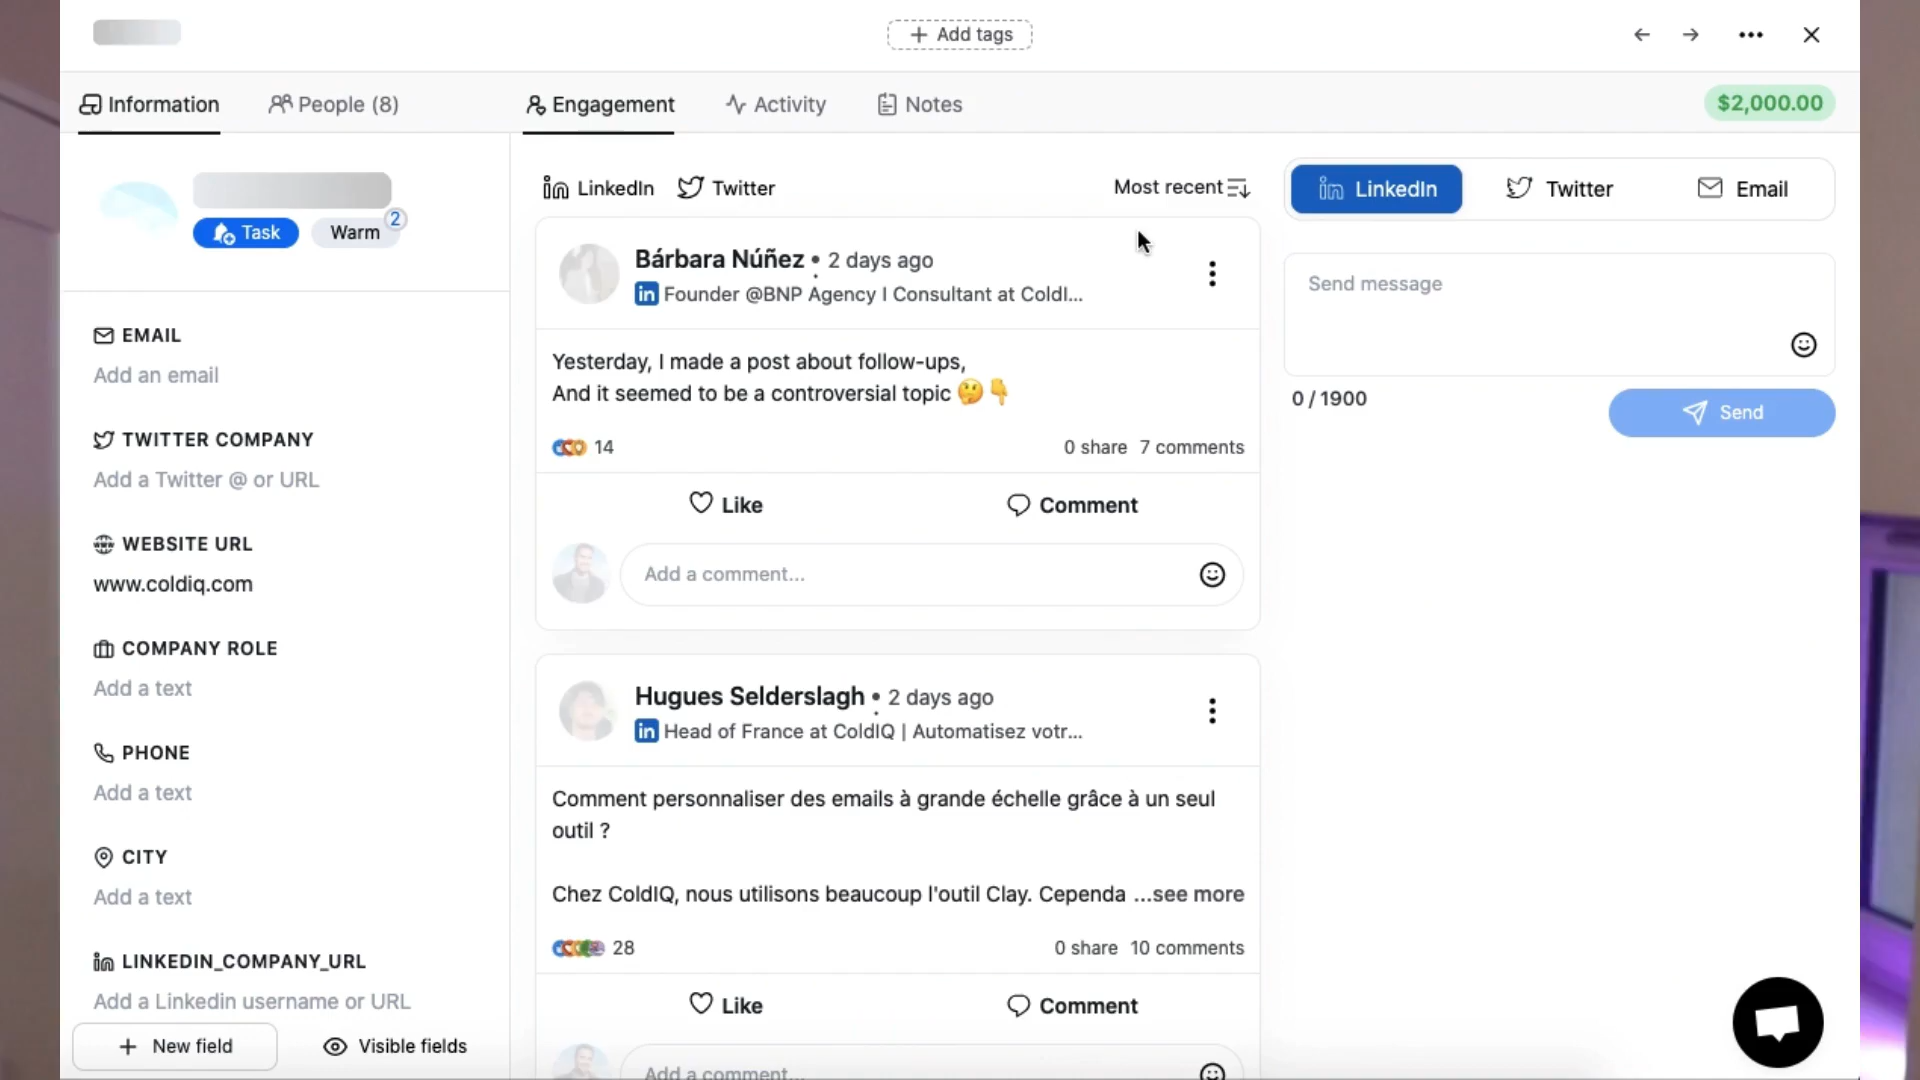 Add tags
Information
People (8)
Engagement
Activity
Notes
$2,000.00
Task
Warm
2
EMAIL
Add an email
TWITTER COMPANY
Add a Twitter @ or URL
WEBSITE URL
www.coldiq.com
COMPANY ROLE
Add a text
PHONE
Add a text
CITY
Add a text
LINKEDIN_COMPANY_URL
Add a Linkedin username or URL
New field
Visible fields
LinkedIn
Twitter
Most recent
Bárbara Núñez • 2 days ago
in Founder @BNP Agency I Consultant at ColdI...
Yesterday, I made a post about follow-ups,
And it seemed to be a controversial topic 🤔👇
14
0 share 7 comments
Like
Comment
Add a comment...
Hugues Selderslagh • 2 days ago
in Head of France at ColdIQ | Automatisez votr...
Comment personnaliser des emails à grande échelle grâce à un seul
outil ?
Chez ColdIQ, nous utilisons beaucoup l'outil Clay. Cependa ...see more
28
0 share 10 comments
Like
Comment
Add a comment...
LinkedIn
Twitter
Email
Send message
0 / 1900
Send